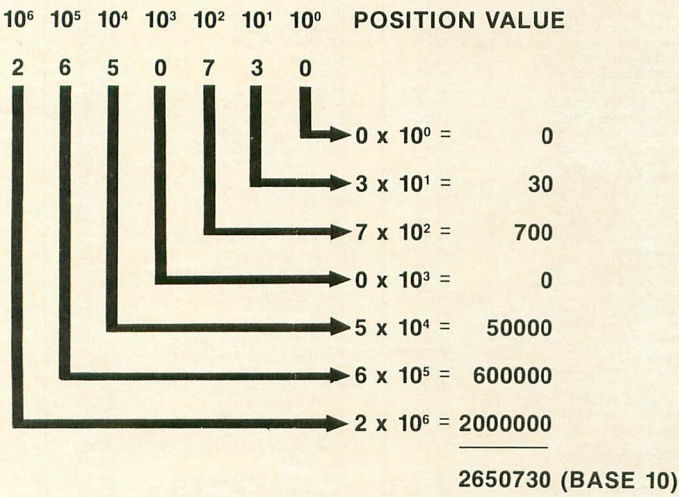 10⁶ 10⁵ 10⁴ 10³ 10² 10¹ 10⁰ POSITION VALUE
2 6 5 0 7 3 0
0 x 10⁰ = 0
3 x 10¹ = 30
7 x 10² = 700
0 x 10³ = 0
5 x 10⁴ = 50000
6 x 10⁵ = 600000
2 x 10⁶ = 2000000
2650730 (BASE 10)